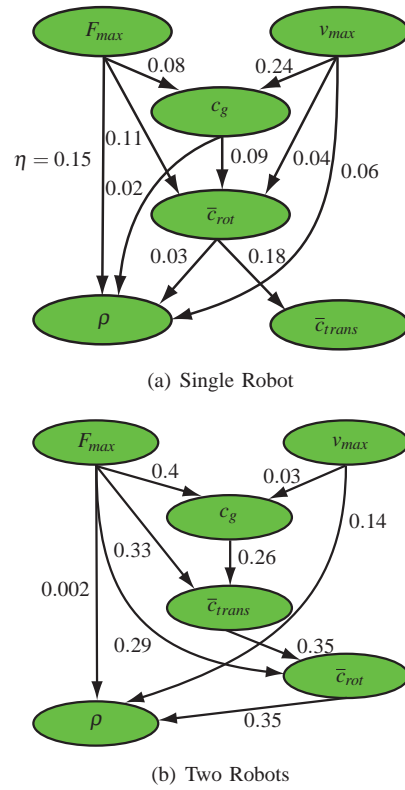 F_max v_max
0.08 0.24
c_g
η = 0.15 0.11 0.09 0.04 0.06
0.02
c̅_rot
0.03 0.18
ρ c̅_trans
(a) Single Robot
F_max v_max
0.4 0.03
c_g
0.33 0.26 0.14
0.002
c̅_trans
0.29 0.35
c̅_rot
ρ 0.35
(b) Two Robots